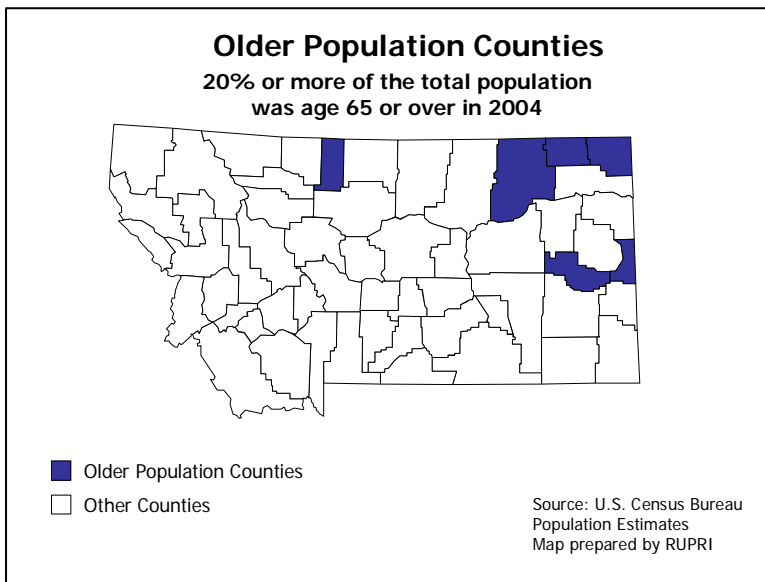 Older Population Counties
20% or more of the total population
was age 65 or over in 2004
Older Population Counties
Other Counties
Source: U.S. Census Bureau
Population Estimates
Map prepared by RUPRI